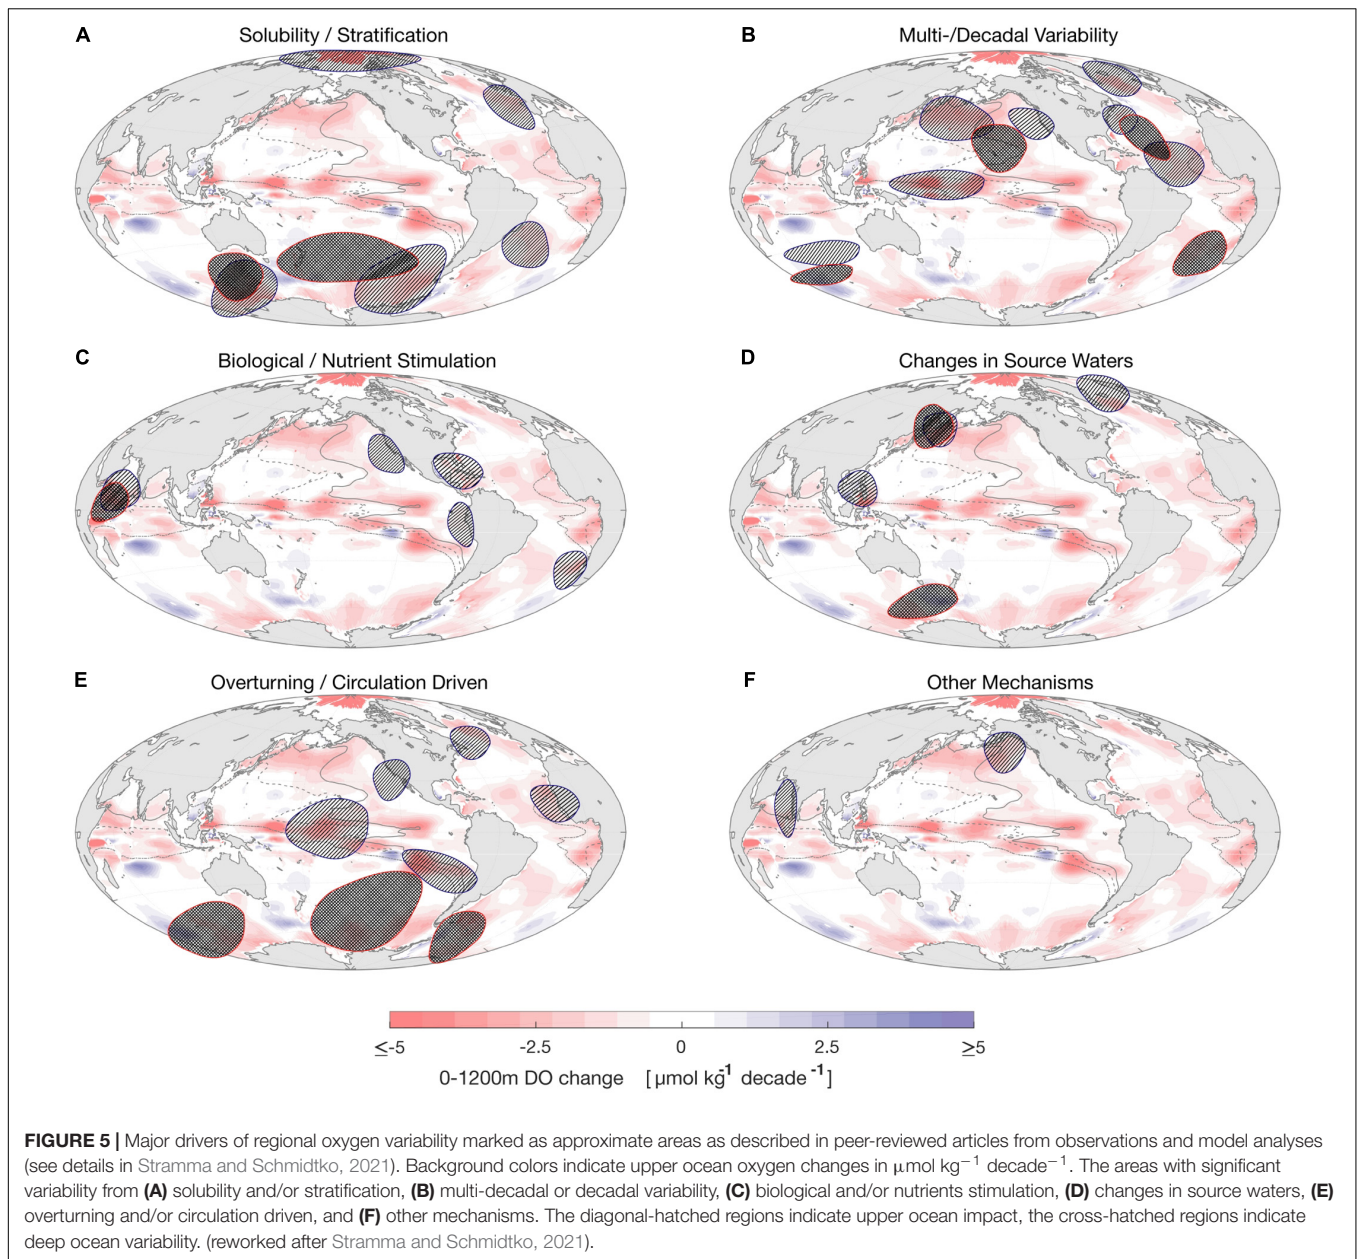 A Solubility / Stratification
B Multi-/Decadal Variability
C Biological / Nutrient Stimulation
D Changes in Source Waters
E Overturning / Circulation Driven
F Other Mechanisms
≤-5 -2.5 0 2.5 ≥5
0-1200m DO change [ µmol kg⁻¹ decade⁻¹ ]
FIGURE 5 | Major drivers of regional oxygen variability marked as approximate areas as described in peer-reviewed articles from observations and model analyses
(see details in Stramma and Schmidtko, 2021). Background colors indicate upper ocean oxygen changes in μmol kg⁻¹ decade⁻¹. The areas with significant
variability from (A) solubility and/or stratification, (B) multi-decadal or decadal variability, (C) biological and/or nutrients stimulation, (D) changes in source waters, (E)
overturning and/or circulation driven, and (F) other mechanisms. The diagonal-hatched regions indicate upper ocean impact, the cross-hatched regions indicate
deep ocean variability. (reworked after Stramma and Schmidtko, 2021).